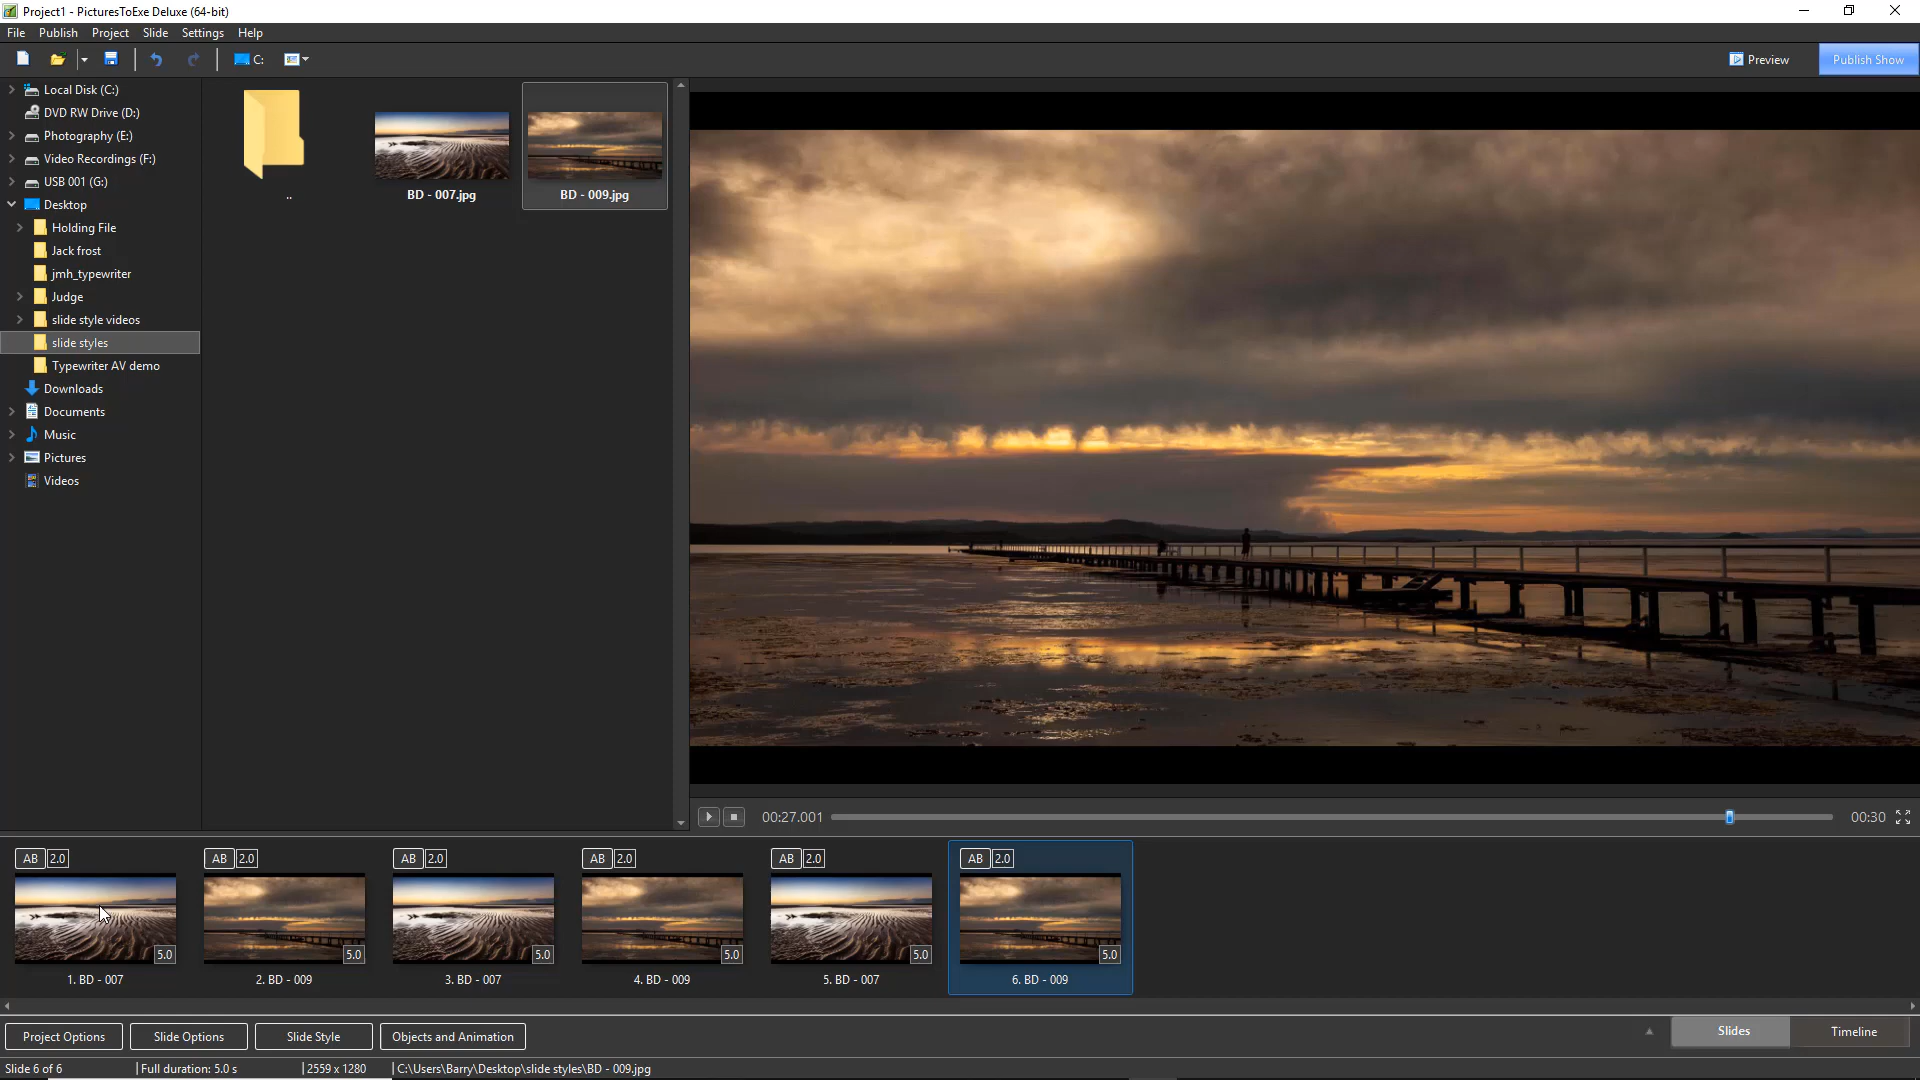 Project1 - PicturesToExe Deluxe (64-bit)
File Publish Project Slide Settings Help
C: Preview Publish Show
Local Disk (C:)
DVD RW Drive (D:)
Photography (E:)
Video Recordings (F:)
USB 001 (G:)
Desktop
Holding File
Jack frost
jmh_typewriter
Judge
slide style videos
slide styles
Typewriter AV demo
Downloads
Documents
Music
Pictures
Videos
.. BD - 007.jpg BD - 009.jpg
00:27.001 00:30
AB 2.0 AB 2.0 AB 2.0 AB 2.0 AB 2.0 AB 2.0
5.0 5.0 5.0 5.0 5.0 5.0
1. BD - 007 2. BD - 009 3. BD - 007 4. BD - 009 5. BD - 007 6. BD - 009
Project Options Slide Options Slide Style Objects and Animation Slides Timeline
Slide 6 of 6 Full duration: 5.0 s 2559 x 1280 C:\Users\Barry\Desktop\slide styles\BD - 009.jpg